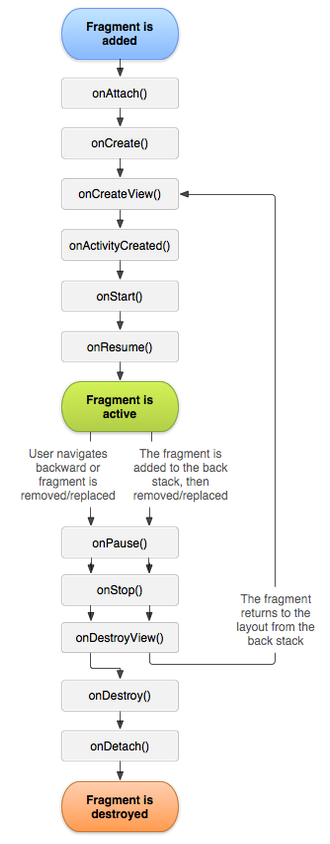 Fragment is
added
onAttach()
onCreate()
onCreateView()
onActivityCreated()
onStart()
onResume()
Fragment is
active
User navigates
backward or
fragment is
removed/replaced
The fragment is
added to the back
stack, then
removed/replaced
onPause()
onStop()
onDestroyView()
The fragment
returns to the
layout from the
back stack
onDestroy()
onDetach()
Fragment is
destroyed